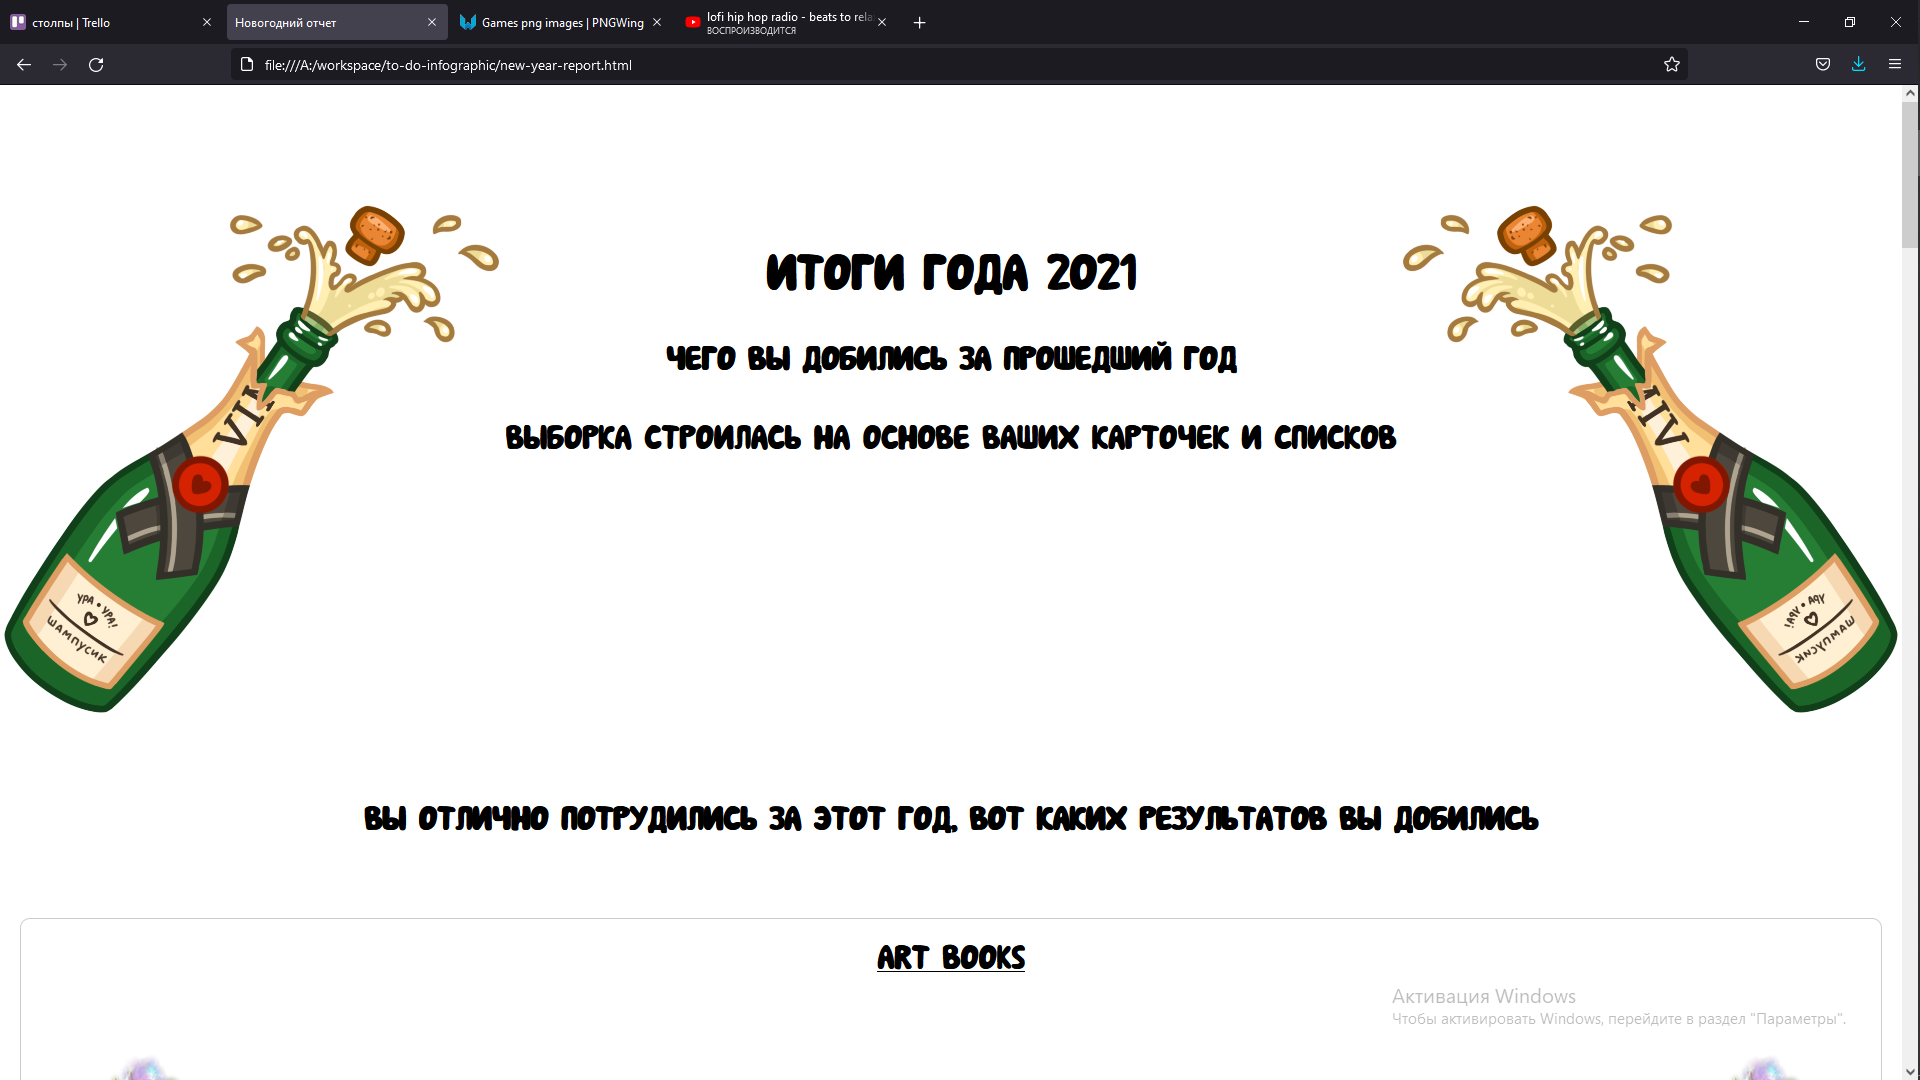 столпы | Trello
Новогодний отчет
Games png images | PNGWing
lofi hip hop radio - beats to rela
ВОСПРОИЗВОДИТСЯ
file:///A:/workspace/to-do-infographic/new-year-report.html
ИТОГИ ГОДА 2021
ЧЕГО ВЫ ДОБИЛИСЬ ЗА ПРОШЕДШИЙ ГОД
ВЫБОРКА СТРОИЛАСЬ НА ОСНОВЕ ВАШИХ КАРТОЧЕК И СПИСКОВ
VII
VII
УРА • УРА!
ШАМПУСИК
УРА • УРА!
ШАМПУСИК
ВЫ ОТЛИЧНО ПОТРУДИЛИСЬ ЗА ЭТОТ ГОД, ВОТ КАКИХ РЕЗУЛЬТАТОВ ВЫ ДОБИЛИСЬ
ART BOOKS
Активация Windows
Чтобы активировать Windows, перейдите в раздел "Параметры".